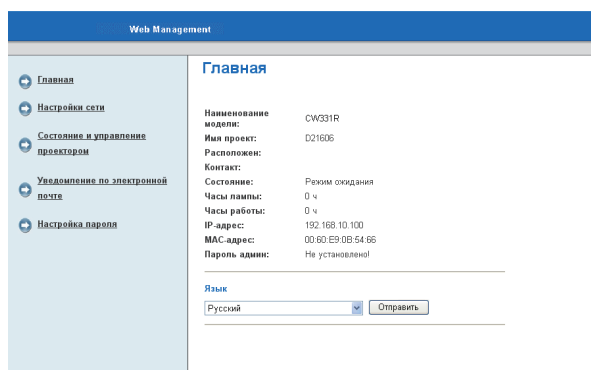 Web Management
Главная
Настройки сети
Состояние и управление
проектором
Уведомление по электронной
почте
Настройка пароля
Главная
Наименование
модели: CW331R
Имя проект: D21606
Расположен:
Контакт:
Состояние: Режим ожидания
Часы лампы: 0 ч
Часы работы: 0 ч
IP-адрес: 192.168.10.100
MAC-адрес: 00:60:E9:0B:54:66
Пароль админ: Не установлено!
Язык
Русский Отправить